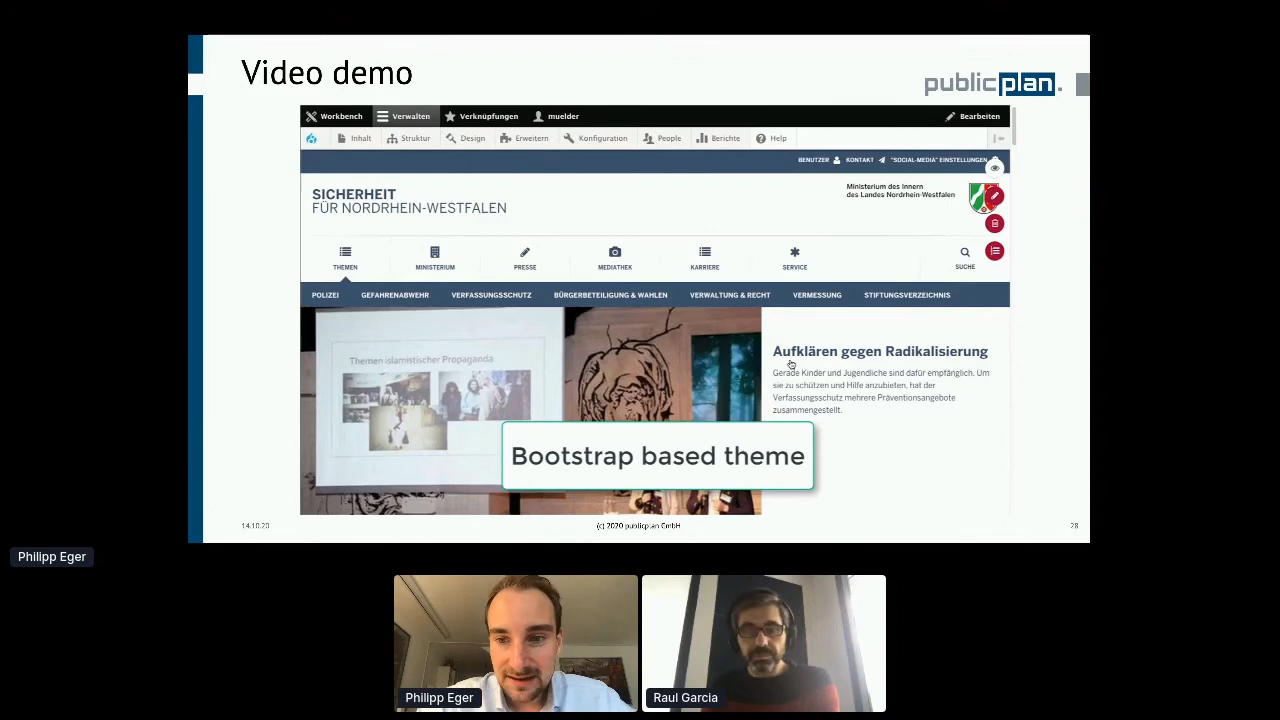 Video demo
publicplan.
Workbench Verwalten Verknüpfungen muelder Bearbeiten
Inhalt Struktur Design Erweitern Konfiguration People Berichte Help
BENUTZER KONTAKT "SOCIAL-MEDIA" EINSTELLUNGEN
SICHERHEIT
FÜR NORDRHEIN-WESTFALEN
Ministerium des Innern
des Landes Nordrhein-Westfalen
THEMEN MINISTERIUM PRESSE MEDIATHEK KARRIERE SERVICE SUCHE
POLIZEI GEFAHRENABWEHR VERFASSUNGSSCHUTZ BÜRGERBETEILIGUNG & WAHLEN VERWALTUNG & RECHT VERMESSUNG STIFTUNGSVERZEICHNIS
Themen islamistischer Propaganda
Aufklären gegen Radikalisierung
Gerade Kinder und Jugendliche sind dafür empfänglich. Um
sie zu schützen und Hilfe anzubieten, hat der
Verfassungsschutz mehrere Präventionsangebote
zusammengestellt.
Bootstrap based theme
14.10.20 (c) 2020 publicplan GmbH 28
Philipp Eger
Philipp Eger
Raul Garcia